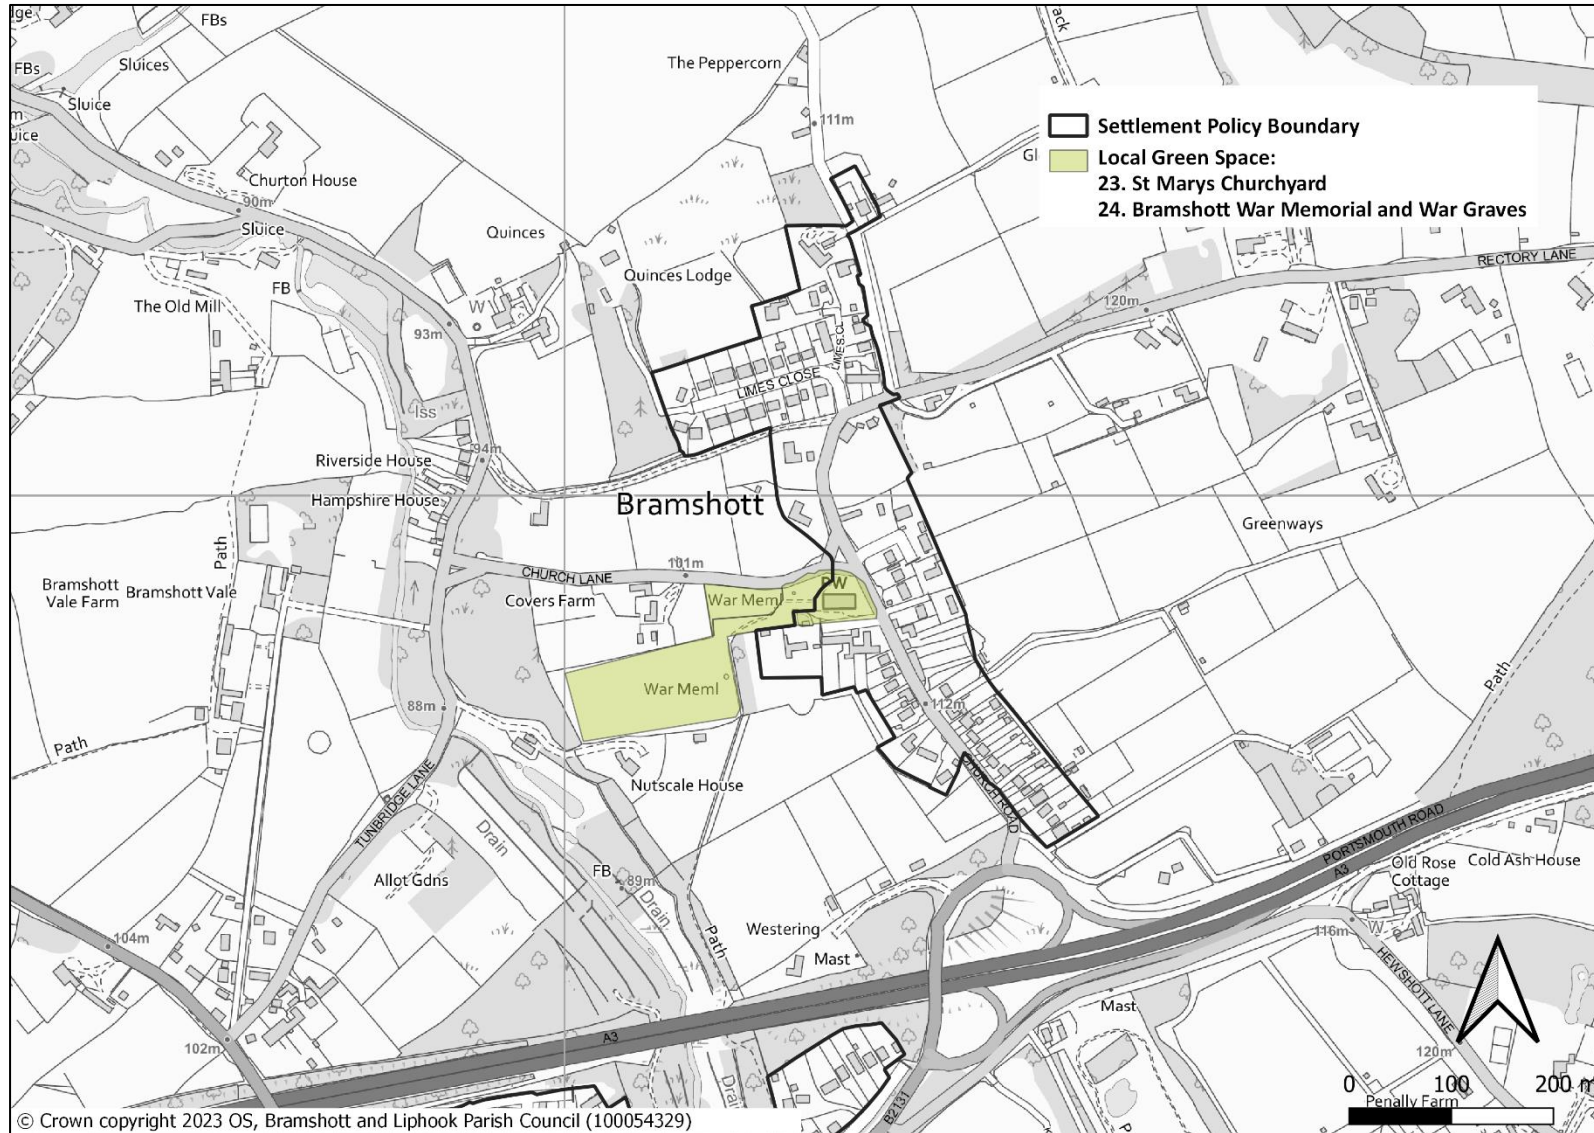 FBs
The Peppercorn
FBs
Sluices
Sluice
111m
Settlement Policy Boundary
Local Green Space:
23. St Marys Churchyard
24. Bramshott War Memorial and War Graves
Churton House
90m
Sluice
Quinces
Quinces Lodge
RECTORY LANE
FB
The Old Mill
W
120m
93m
LIMES CL
LIMES CLOSE
Iss
Riverside House
94m
Hampshire House
Bramshott
Greenways
Path
CHURCH LANE
101m
PW
Bramshott
Vale Farm
Bramshott Vale
Covers Farm
War Meml
War Meml
Path
88m
112m
Path
Nutscale House
TUNBRIDGE LANE
CHURCH ROAD
Drain
PORTSMOUTH ROAD
A3
Old Rose
Cottage
Cold Ash House
Allot Gdns
FB
89m
Drain
Westering
Path
Mast
104m
116m
W
HEWSHOTT LANE
Mast
A3
102m
120m
Drain
B2131
0 100 200 m
Penally Farm
© Crown copyright 2023 OS, Bramshott and Liphook Parish Council (100054329)